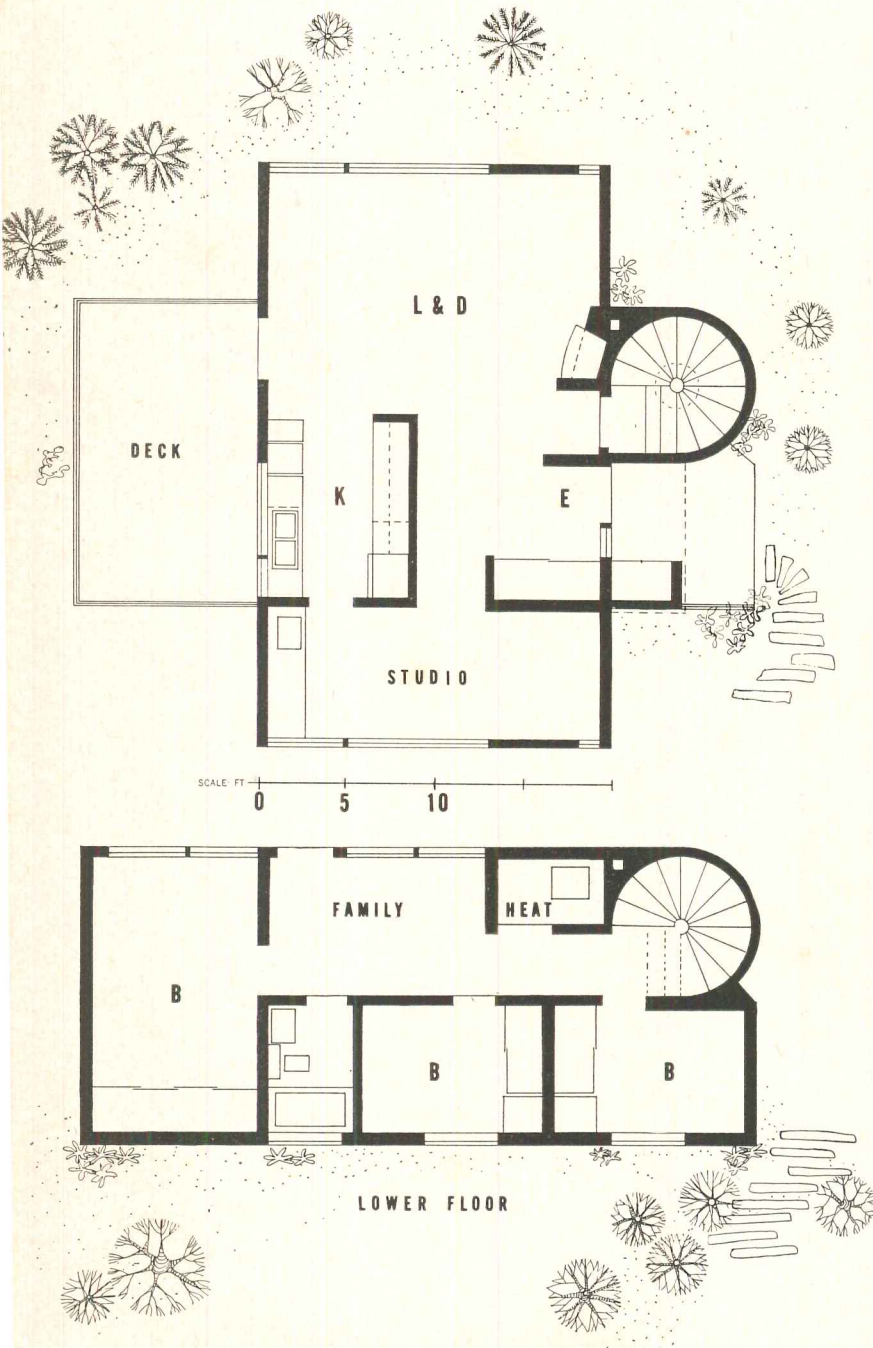 L & D
DECK
K
E
STUDIO
SCALE FT
0 5 10
FAMILY
HEAT
B
B
B
LOWER FLOOR